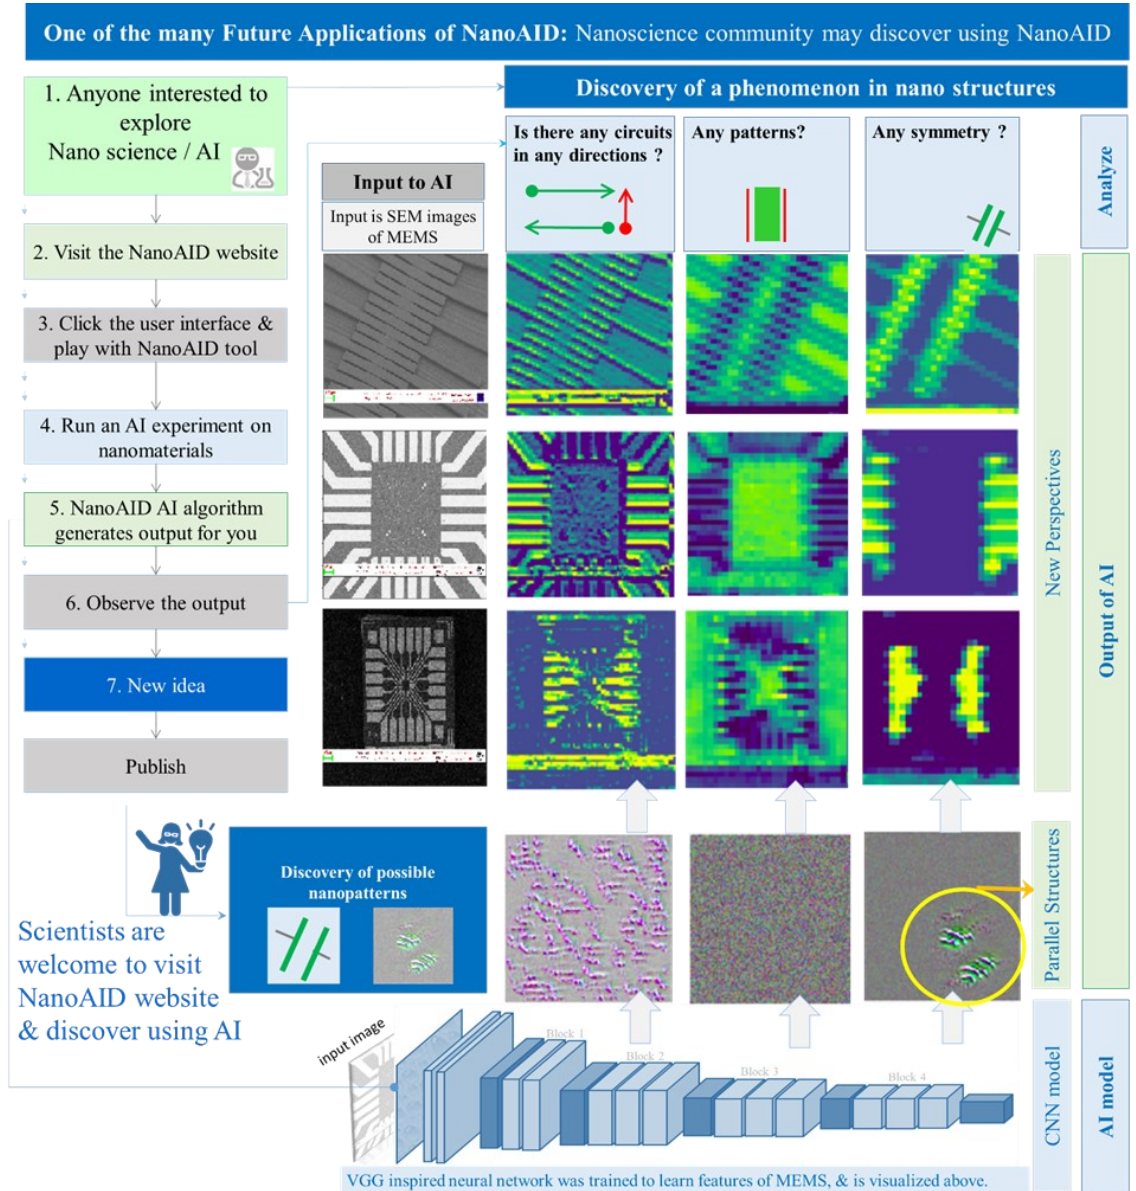 One of the many Future Applications of NanoAID: Nanoscience community may discover using NanoAID
1. Anyone interested to
explore
Nano science / AI
2. Visit the NanoAID website
3. Click the user interface &
play with NanoAID tool
4. Run an AI experiment on
nanomaterials
5. NanoAID AI algorithm
generates output for you
6. Observe the output
7. New idea
Publish
Discovery of a phenomenon in nano structures
Input to AI
Input is SEM images
of MEMS
Is there any circuits
in any directions ?
Any patterns?
Any symmetry ?
Analyze
New Perspectives
Output of AI
Parallel Structures
Discovery of possible
nanopatterns
Scientists are
welcome to visit
NanoAID website
& discover using AI
input image
Block 1
Block 2
Block 3
Block 4
CNN model
AI model
VGG inspired neural network was trained to learn features of MEMS, & is visualized above.